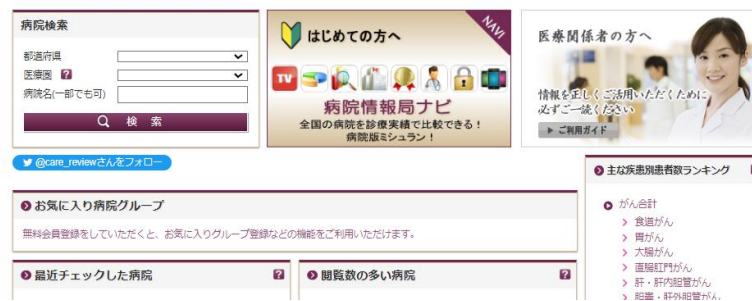 病院検索
都道府県
医療圏 ?
病院名(一部でも可)
検 索
はじめての方へ
NAVI
TV
病院情報局ナビ
全国の病院を診療実績で比較できる！
病院版ミシュラン！
医療関係者の方へ
情報を正しくご活用いただくために
必ずご一読ください
ご利用ガイド
@care_reviewさんをフォロー
お気に入り病院グループ
無料会員登録をしていただくと、お気に入りグループ登録などの機能をご利用いただけます。
最近チェックした病院 ?
閲覧数の多い病院 ?
主な疾患別患者数ランキング
がん合計
食道がん
胃がん
大腸がん
直腸肛門がん
肝・肝内胆管がん
胆嚢・肝外胆管がん